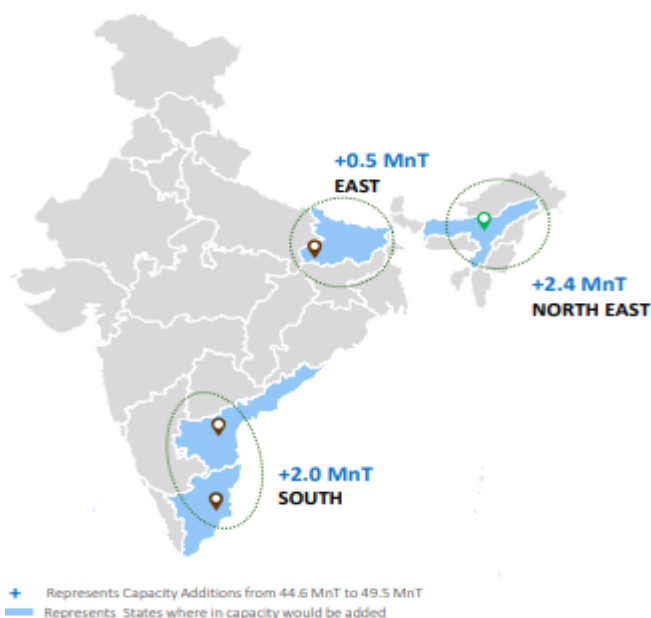 +0.5 MnT
EAST
+2.4 MnT
NORTH EAST
+2.0 MnT
SOUTH
+ Represents Capacity Additions from 44.6 MnT to 49.5 MnT
Represents States where in capacity would be added